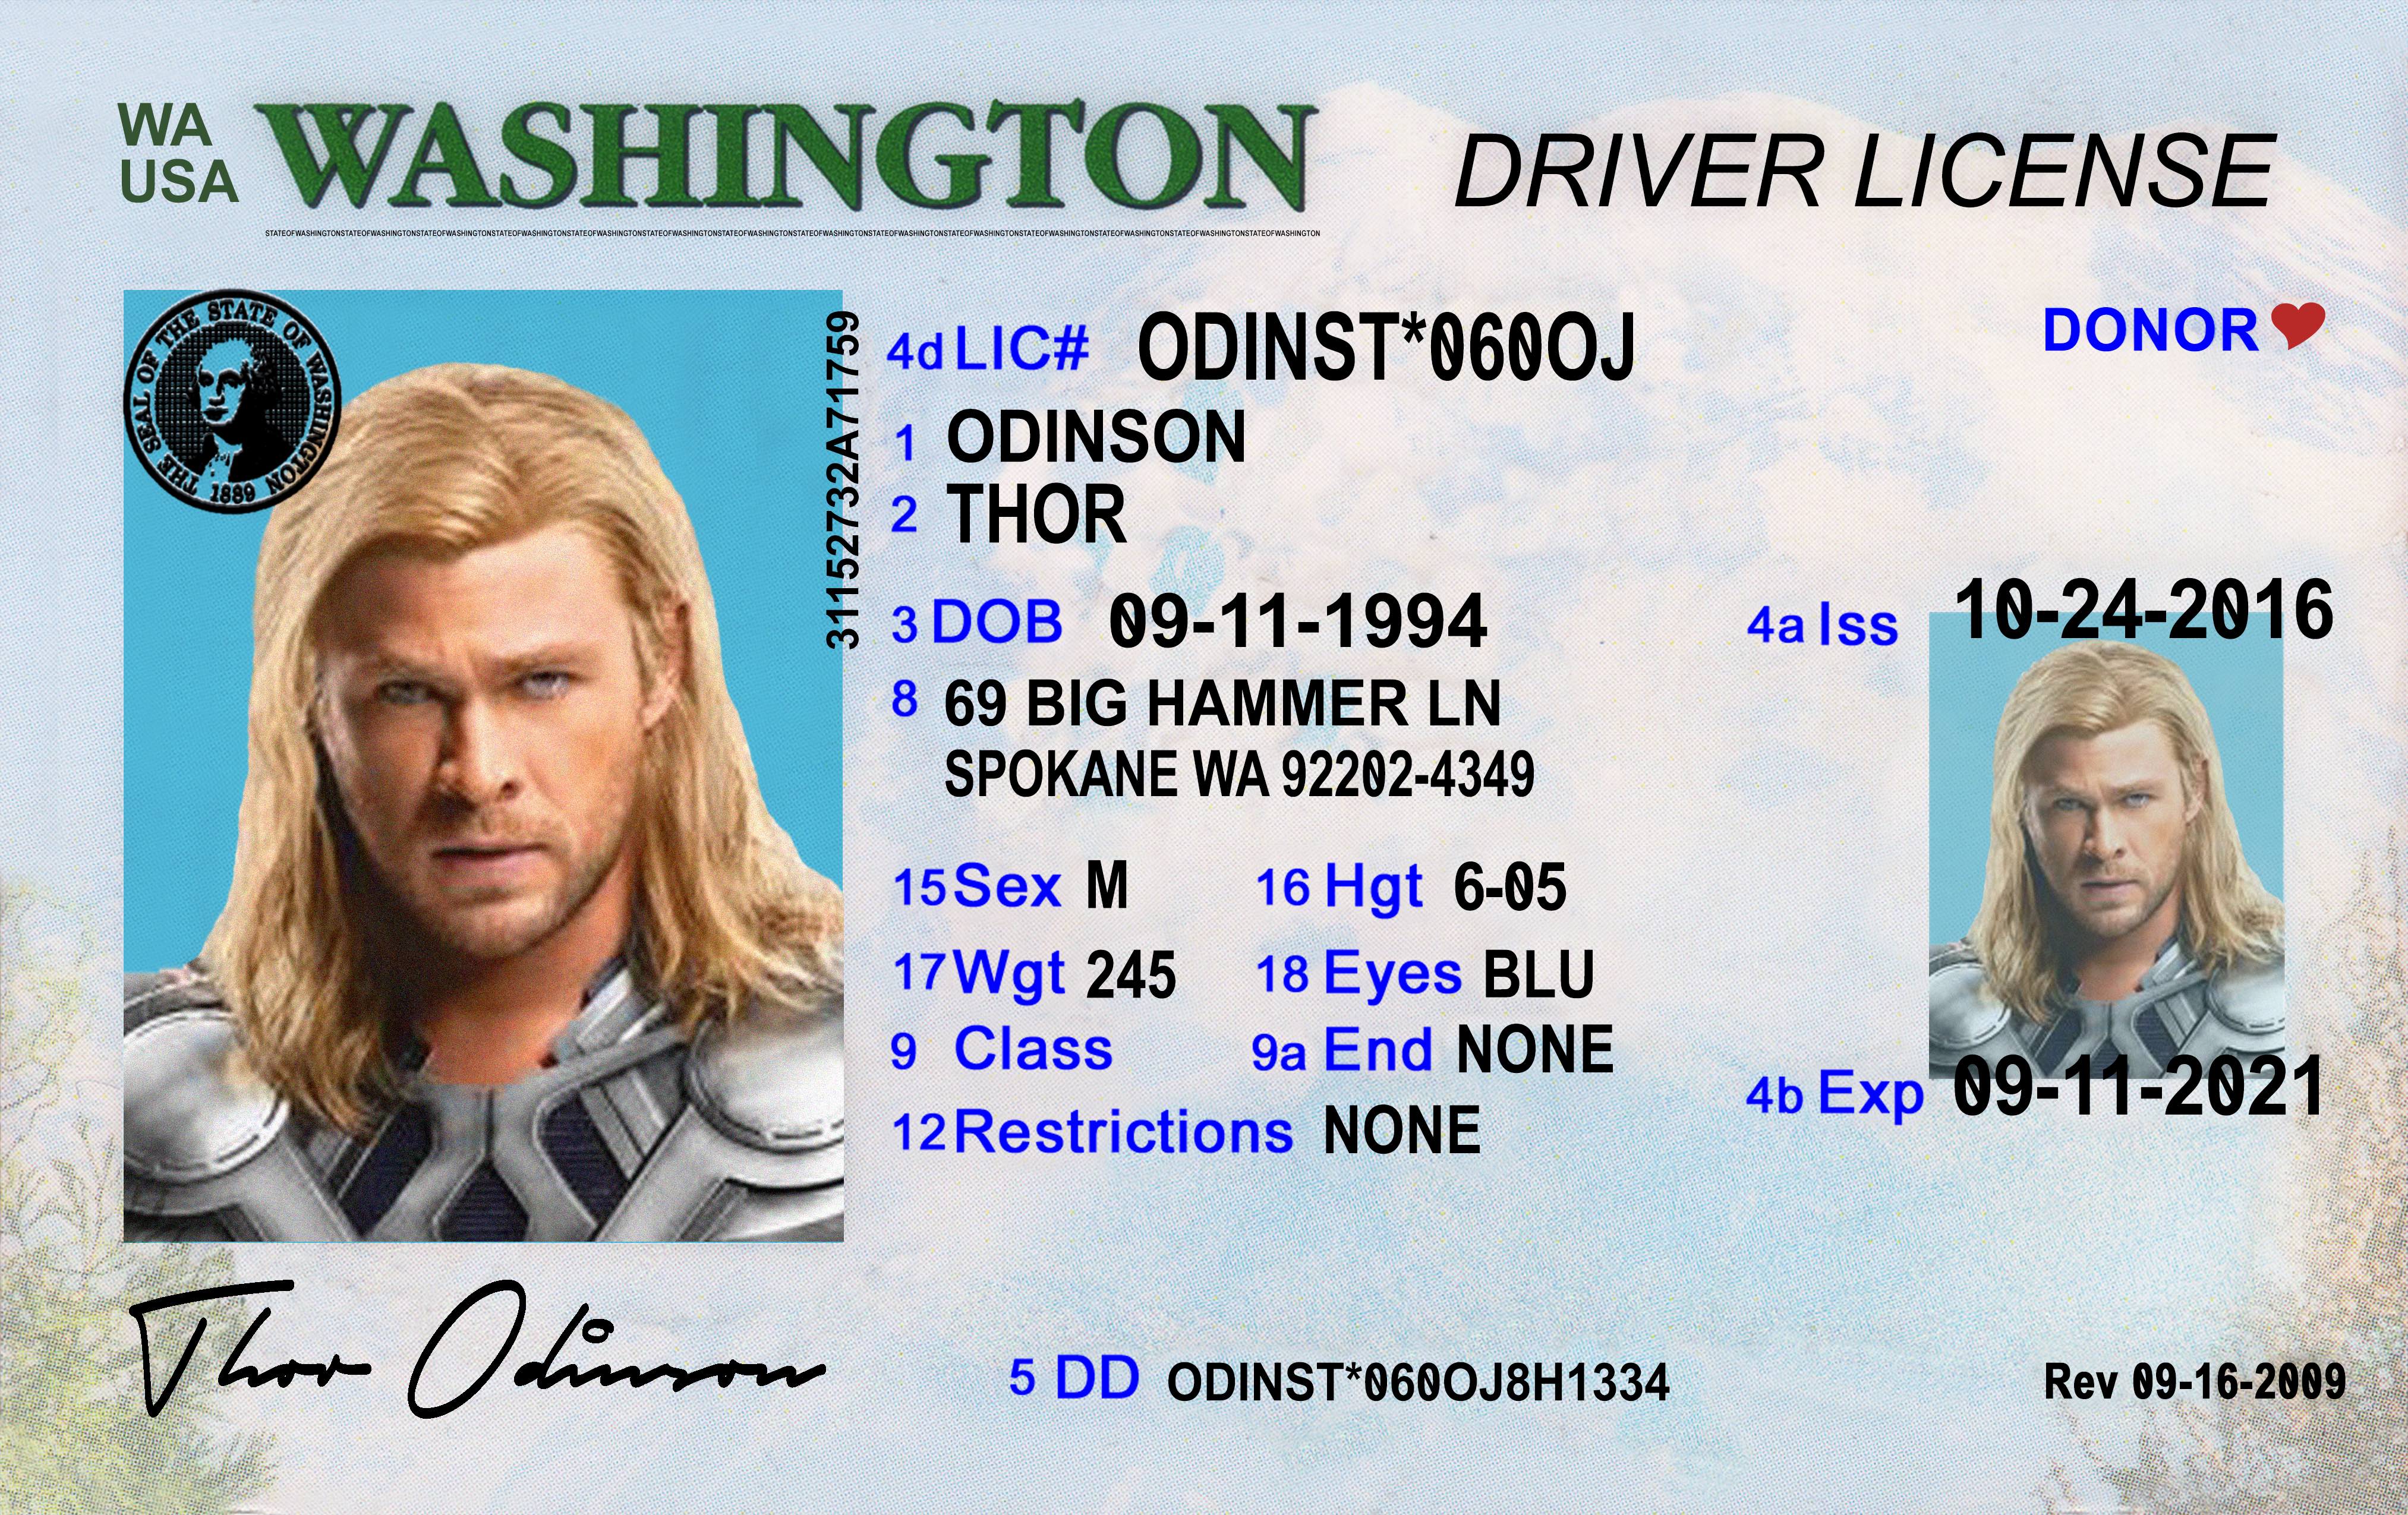 WA
USA
WASHINGTON
DRIVER LICENSE
STATEOFWASHINGTONSTATEOFWASHINGTONSTATEOFWASHINGTONSTATEOFWASHINGTONSTATEOFWASHINGTONSTATEOFWASHINGTONSTATEOFWASHINGTONSTATEOFWASHINGTONSTATEOFWASHINGTONSTATEOFWASHINGTONSTATEOFWASHINGTONSTATEOFWASHINGTONSTATEOFWASHINGTONSTATEOFWASHINGTON
THE SEAL OF THE STATE OF WASHINGTON
1889
31152732A711759
4d LIC# ODINST*060OJ
DONOR
1 ODINSON
2 THOR
3 DOB 09-11-1994
4a Iss 10-24-2016
8 69 BIG HAMMER LN
SPOKANE WA 92202-4349
15 Sex M 16 Hgt 6-05
17 Wgt 245 18 Eyes BLU
9 Class 9a End NONE
4b Exp 09-11-2021
12 Restrictions NONE
Thor Odinson
5 DD ODINST*060OJ8H1334
Rev 09-16-2009